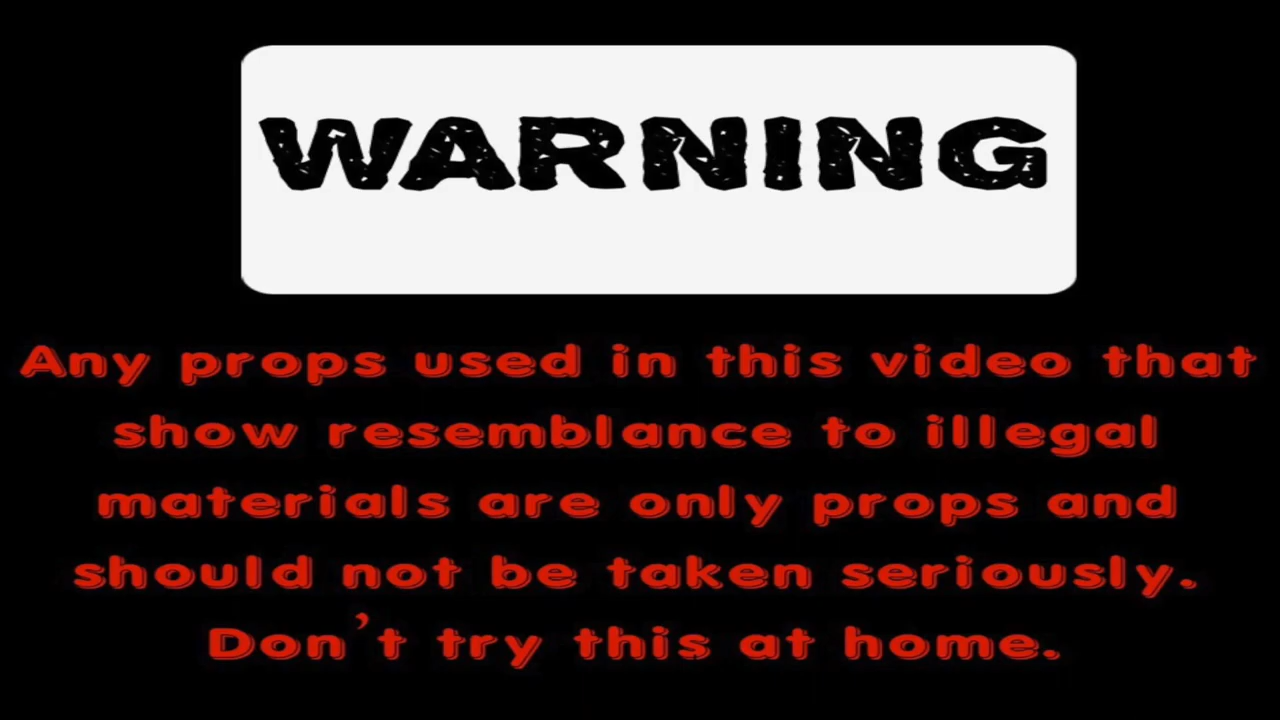 WARNING
Any props used in this video that
show resemblance to illegal
materials are only props and
should not be taken seriously.
Don't try this at home.